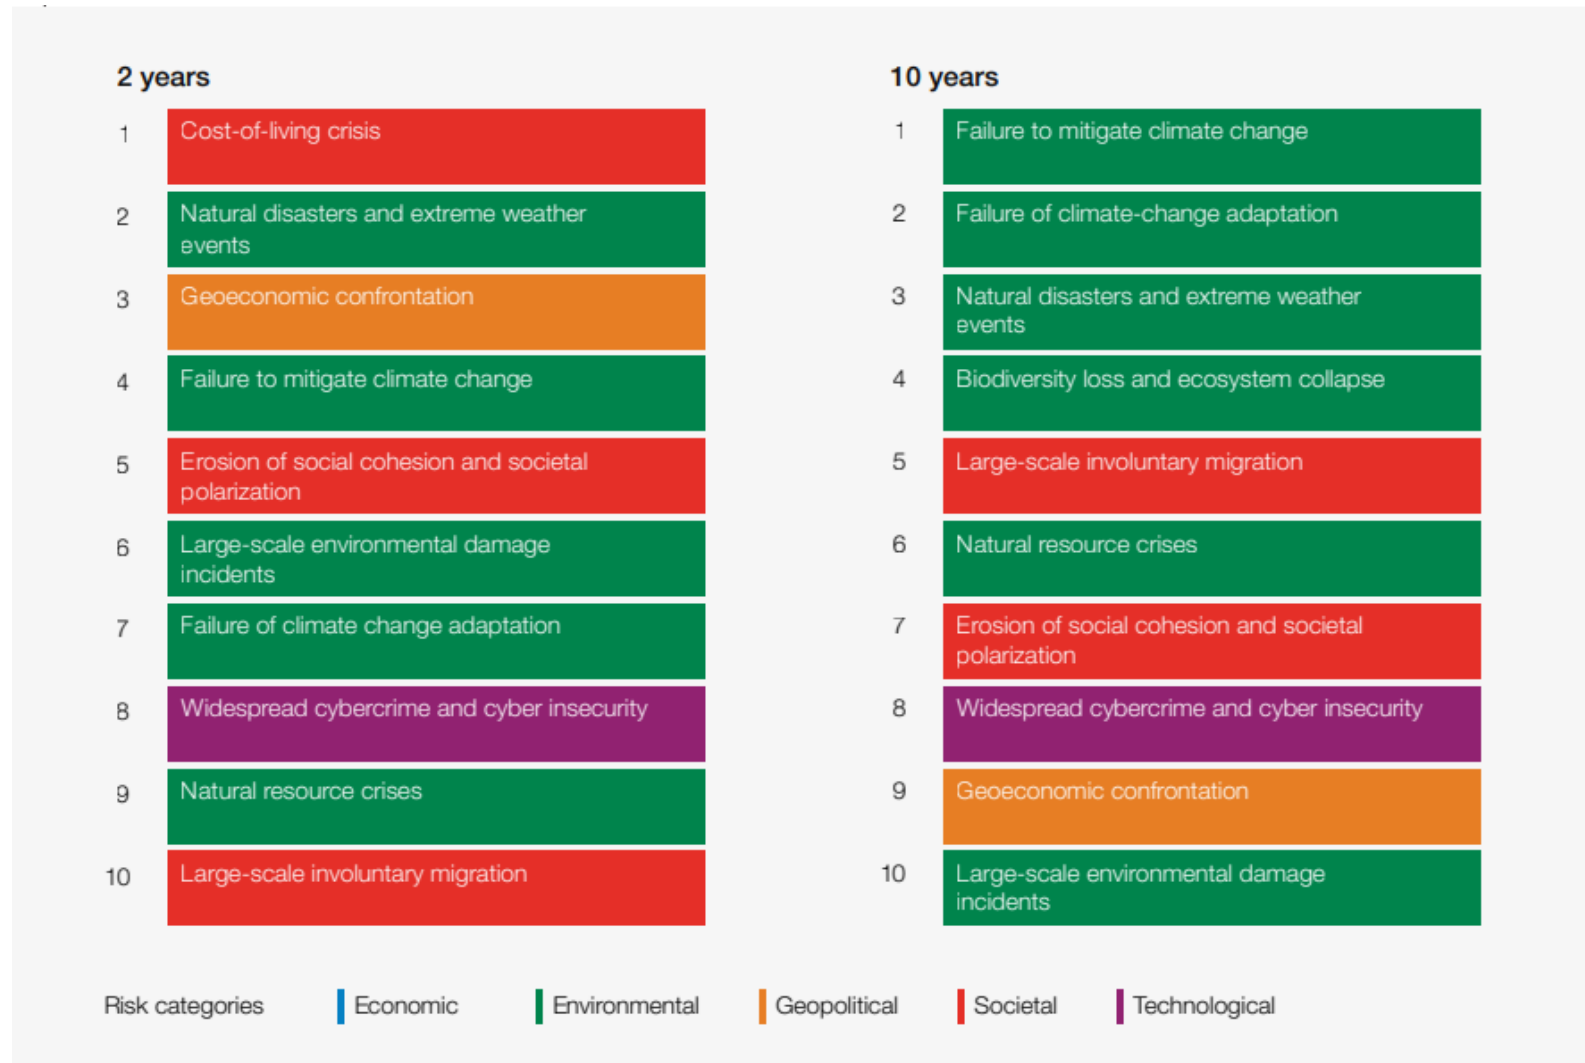 2 years
1 Cost-of-living crisis
2 Natural disasters and extreme weather
events
3 Geoeconomic confrontation
4 Failure to mitigate climate change
5 Erosion of social cohesion and societal
polarization
6 Large-scale environmental damage
incidents
7 Failure of climate change adaptation
8 Widespread cybercrime and cyber insecurity
9 Natural resource crises
10 Large-scale involuntary migration
10 years
1 Failure to mitigate climate change
2 Failure of climate-change adaptation
3 Natural disasters and extreme weather
events
4 Biodiversity loss and ecosystem collapse
5 Large-scale involuntary migration
6 Natural resource crises
7 Erosion of social cohesion and societal
polarization
8 Widespread cybercrime and cyber insecurity
9 Geoeconomic confrontation
10 Large-scale environmental damage
incidents
Risk categories Economic Environmental Geopolitical Societal Technological